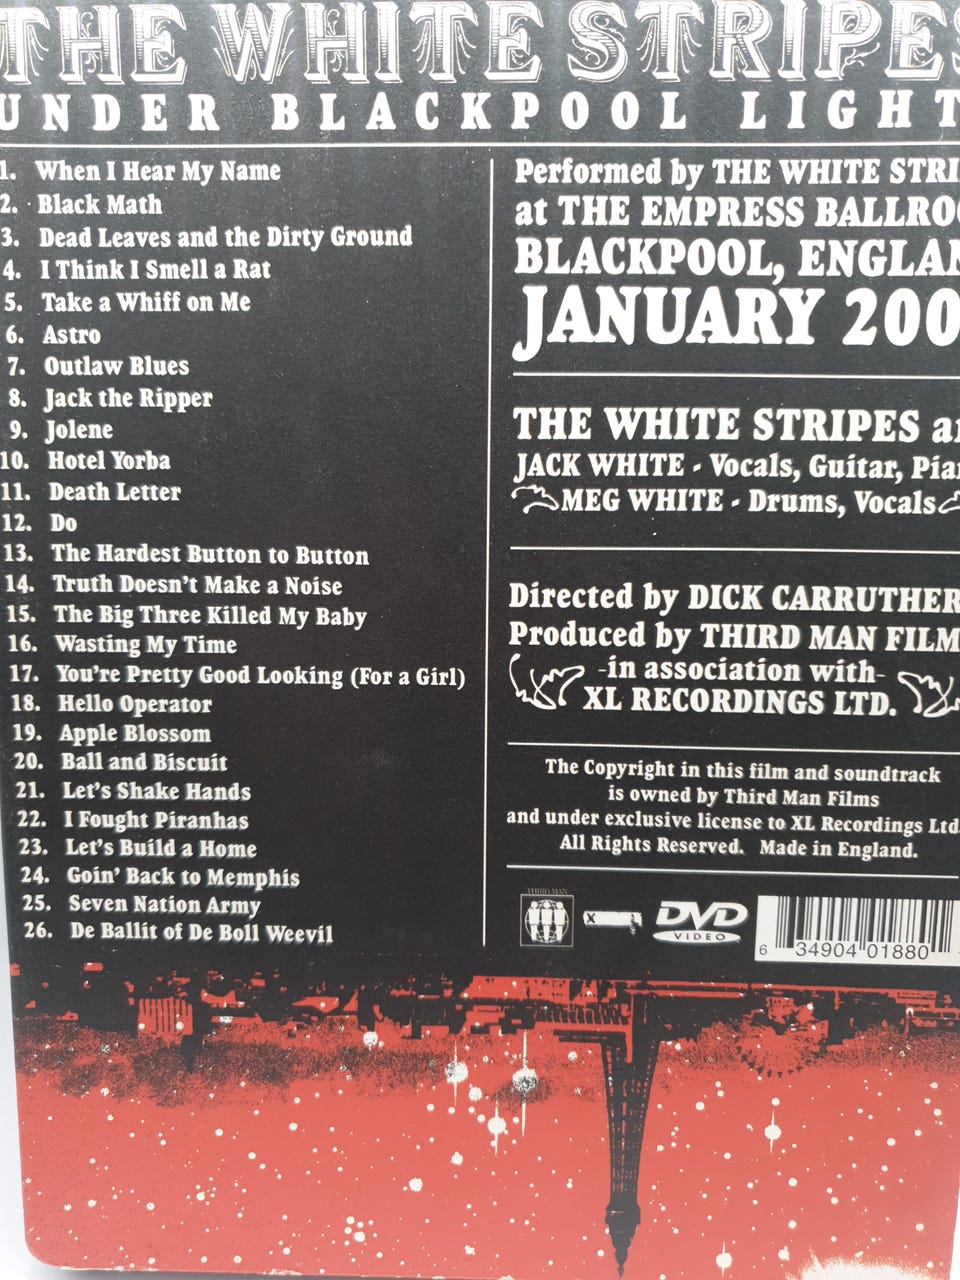 THE WHITE STRIPES
UNDER BLACKPOOL LIGHT
1. When I Hear My Name
2. Black Math
3. Dead Leaves and the Dirty Ground
4. I Think I Smell a Rat
5. Take a Whiff on Me
6. Astro
7. Outlaw Blues
8. Jack the Ripper
9. Jolene
10. Hotel Yorba
11. Death Letter
12. Do
13. The Hardest Button to Button
14. Truth Doesn't Make a Noise
15. The Big Three Killed My Baby
16. Wasting My Time
17. You're Pretty Good Looking (For a Girl)
18. Hello Operator
19. Apple Blossom
20. Ball and Biscuit
21. Let's Shake Hands
22. I Fought Piranhas
23. Let's Build a Home
24. Goin' Back to Memphis
25. Seven Nation Army
26. De Ballit of De Boll Weevil
Performed by THE WHITE STRI
at THE EMPRESS BALLRO
BLACKPOOL, ENGLAN
JANUARY 200
THE WHITE STRIPES a
JACK WHITE - Vocals, Guitar, Pia
MEG WHITE - Drums, Vocals
Directed by DICK CARRUTHER
Produced by THIRD MAN FILM
-in association with-
XL RECORDINGS LTD.
The Copyright in this film and soundtrack
is owned by Third Man Films
and under exclusive license to XL Recordings Ltd
All Rights Reserved. Made in England.
THIRD MAN
DVD
VIDEO
6 34904 01880